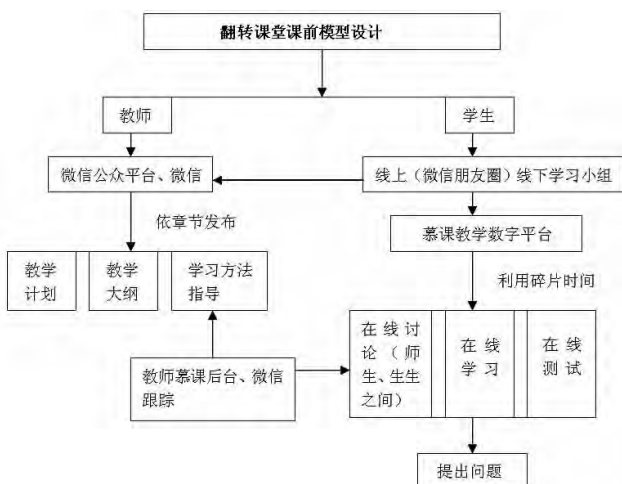 翻转课堂课前模型设计
教师
学生
微信公众平台、微信
线上（微信朋友圈）线下学习小组
依章节发布
慕课教学数字平台
教学
计划
教学
大纲
学习方法
指导
利用碎片时间
在线讨
论（师
生、生生
之间）
在线
学习
在线
测试
教师慕课后台、微信
跟踪
提出问题